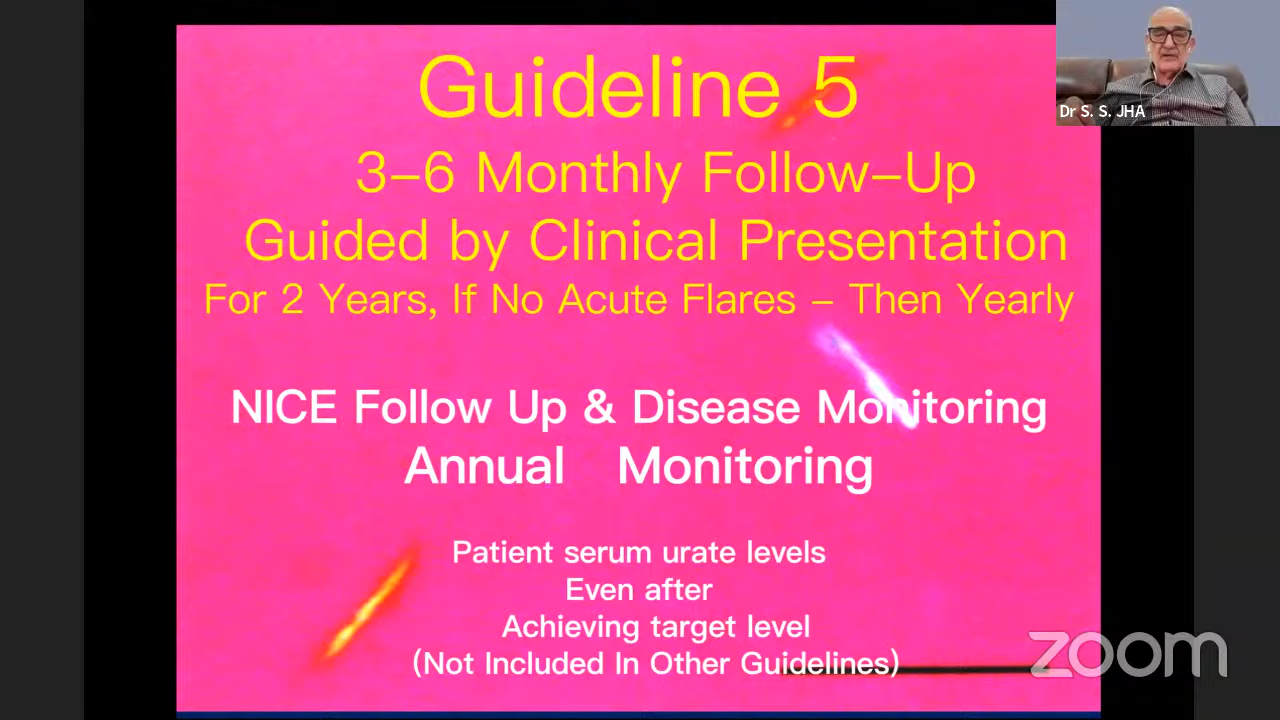 Guideline 5
3–6 Monthly Follow–Up
Guided by Clinical Presentation
For 2 Years, If No Acute Flares – Then Yearly
NICE Follow Up & Disease Monitoring
Annual Monitoring
Patient serum urate levels
Even after
Achieving target level
(Not Included In Other Guidelines)
Dr S. S. JHA
zoom